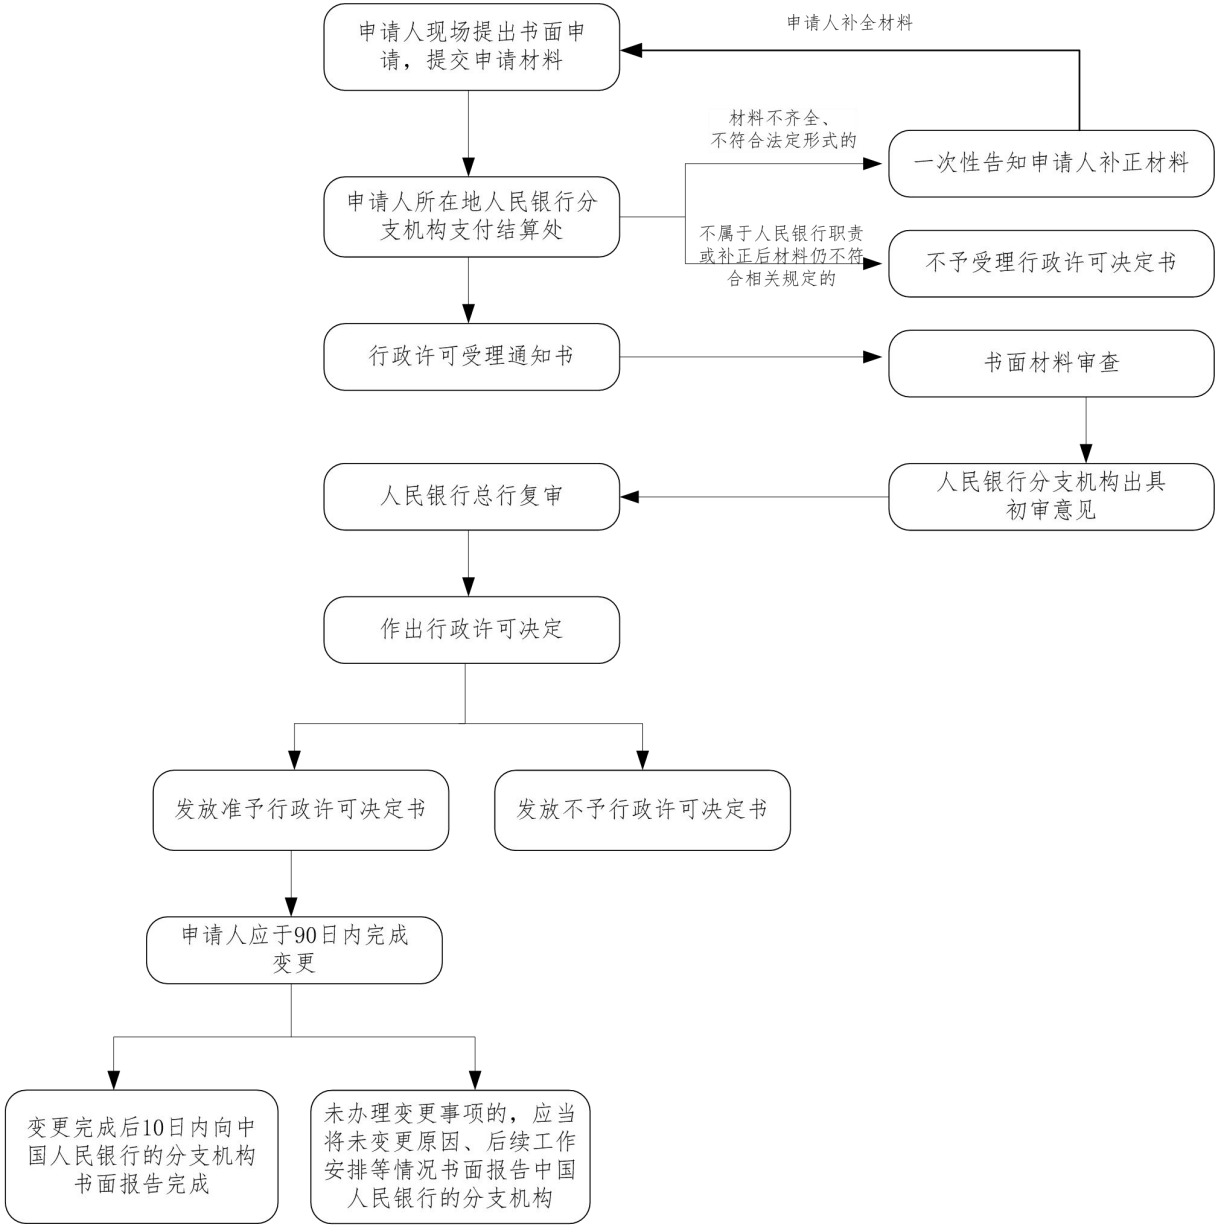 申请人现场提出书面申
请，提交申请材料
申请人补全材料
材料不齐全、
不符合法定形式的
一次性告知申请人补正材料
申请人所在地人民银行分
支机构支付结算处
不属于人民银行职责
或补正后材料仍不符
合相关规定的
不予受理行政许可决定书
行政许可受理通知书
书面材料审查
人民银行分支机构出具
初审意见
人民银行总行复审
作出行政许可决定
发放准予行政许可决定书
发放不予行政许可决定书
申请人应于90日内完成
变更
变更完成后10日内向中
国人民银行的分支机构
书面报告完成
未办理变更事项的，应当
将未变更原因、后续工作
安排等情况书面报告中国
人民银行的分支机构